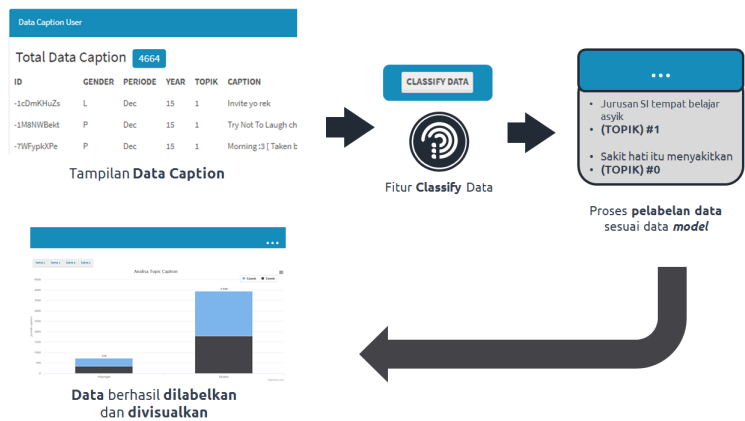 Data Caption User
Total Data Caption 4664
ID GENDER PERIODE YEAR TOPIK CAPTION
-1cDmKHuZs L Dec 15 1 Invite yo rek
-1M8NWBekt P Dec 15 1 Try Not To Laugh ch
-7WFypkXPe P Dec 15 1 Morning :3 [ Taken b
Tampilan Data Caption
CLASSIFY DATA
Fitur Classify Data
...
• Jurusan SI tempat belajar
asyik
• (TOPIK) #1
• Sakit hati itu menyakitkan
• (TOPIK) #0
Proses pelabelan data
sesuai data model
...
Analisa Topic Caption
Data berhasil dilabelkan
dan divisualkan